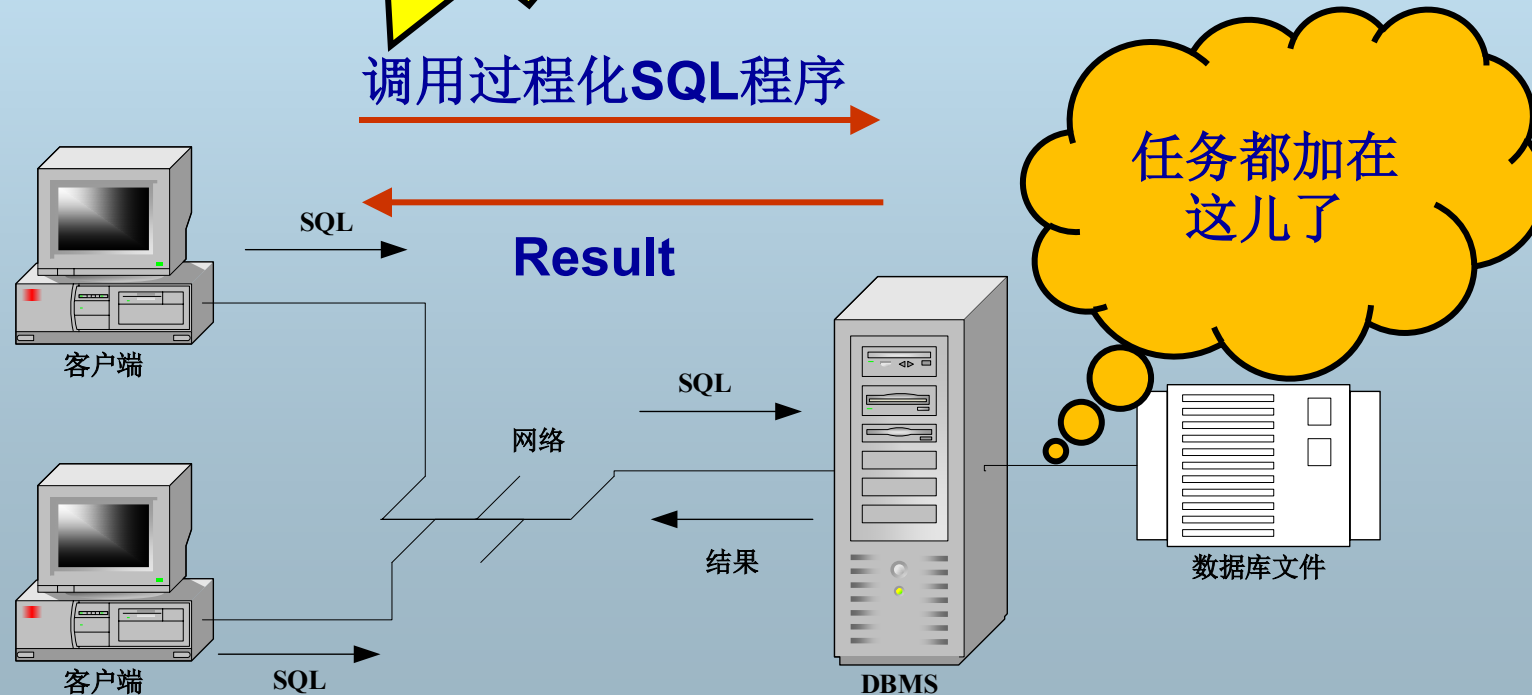 调用过程化SQL程序
任务都加在
这儿了
SQL
Result
客户端
SQL
网络
结果
数据库文件
客户端
SQL
DBMS